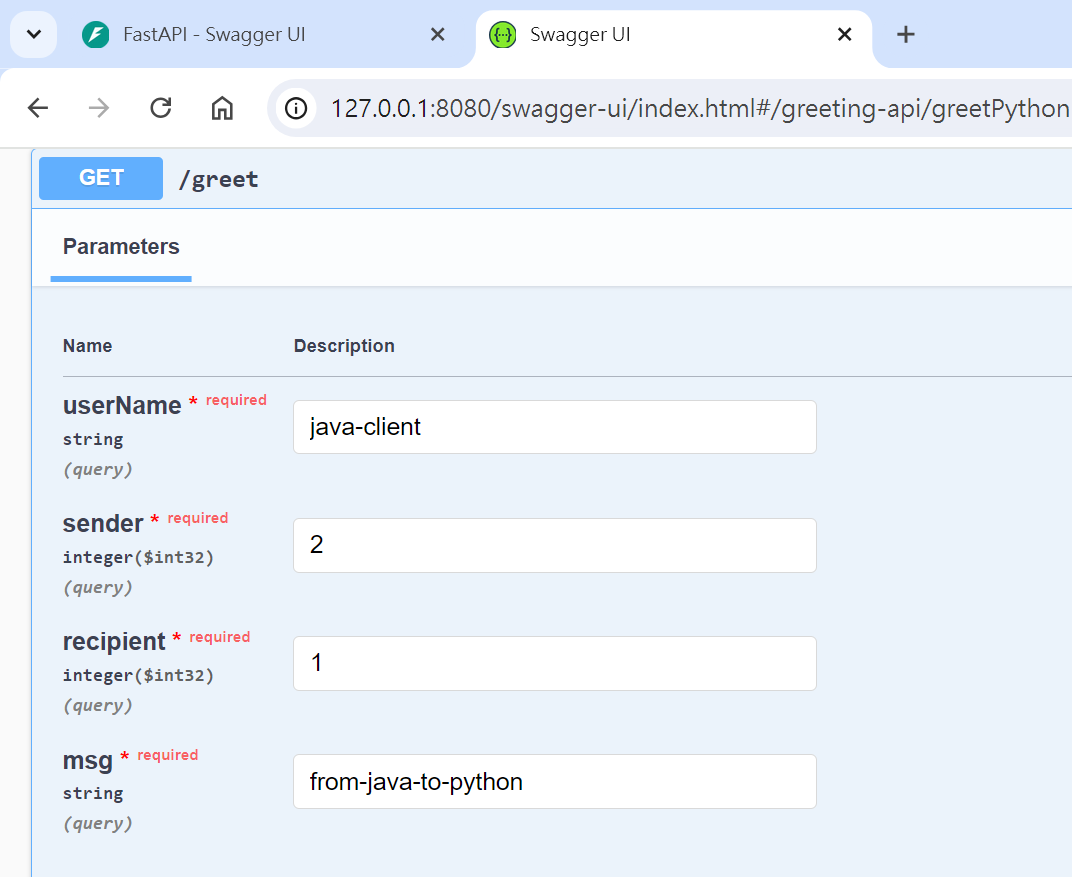 FastAPI - Swagger UI
Swagger UI
127.0.0.1:8080/swagger-ui/index.html#/greeting-api/greetPython
GET /greet
Parameters
Name Description
userName * required
java-client
string
(query)
sender * required
2
integer($int32)
(query)
recipient * required
1
integer($int32)
(query)
msg * required
from-java-to-python
string
(query)